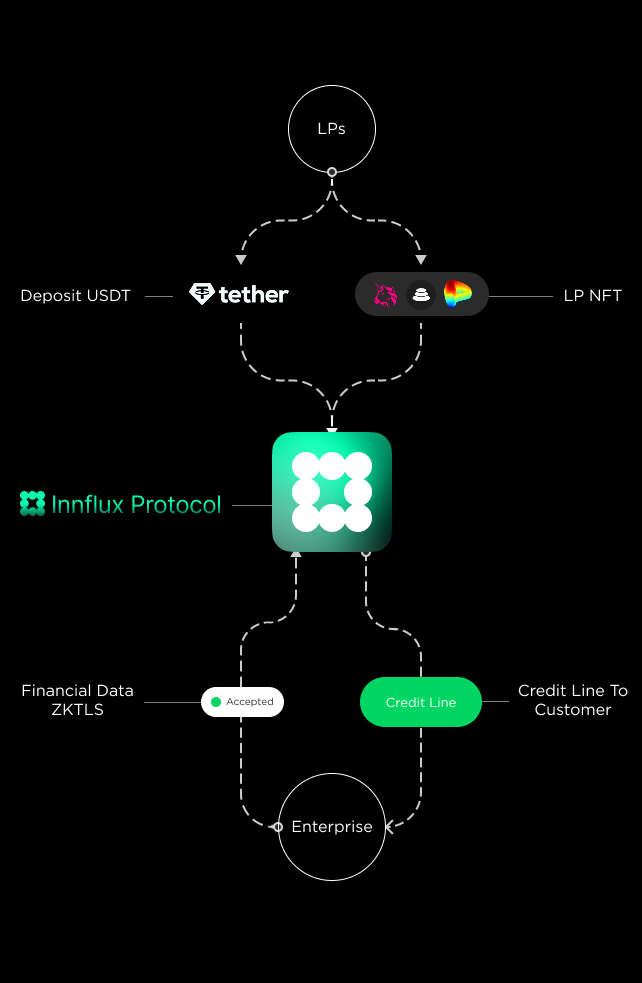 LPs
Deposit USDT
tether
LP NFT
Innflux Protocol
Financial Data
ZKTLS
Accepted
Credit Line
Credit Line To
Customer
Enterprise